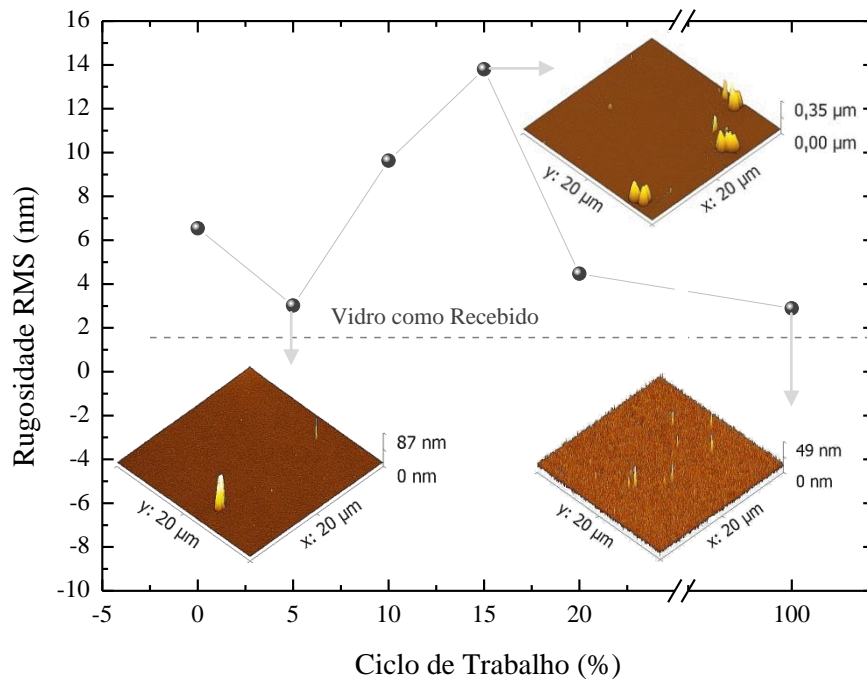 16
14
12
10
8
6
4
2
0
-2
-4
-6
-8
-10
Rugosidade RMS (nm)
0,35 µm
0,00 µm
y: 20 µm
x: 20 µm
Vidro como Recebido
87 nm
0 nm
y: 20 µm
x: 20 µm
49 nm
0 nm
y: 20 µm
x: 20 µm
-5 0 5 10 15 20 100
Ciclo de Trabalho (%)